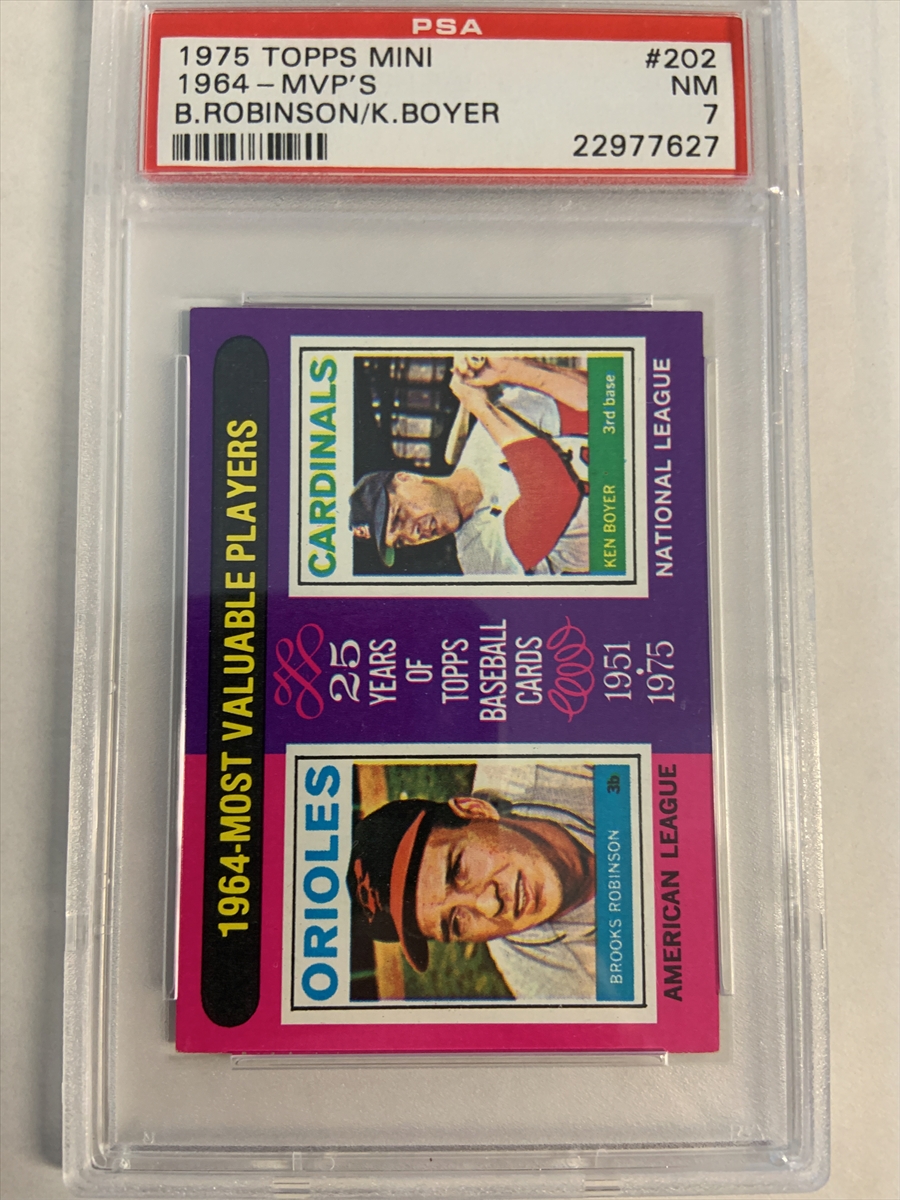 PSA
1975 TOPPS MINI #202
1964-MVP'S NM
B.ROBINSON/K.BOYER 7
22977627
1964-MOST VALUABLE PLAYERS
ORIOLES
BROOKS ROBINSON 3b
AMERICAN LEAGUE
25
YEARS
OF
TOPPS
BASEBALL
CARDS
1951
•
1975
CARDINALS
KEN BOYER 3rd base
NATIONAL LEAGUE